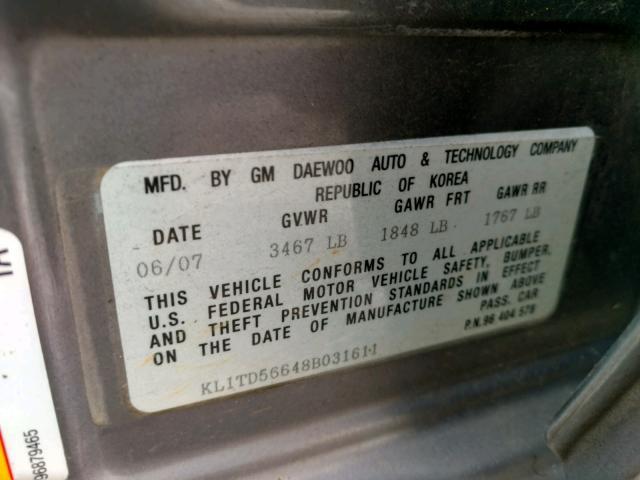 MFD. BY GM DAEWOO AUTO & TECHNOLOGY COMPANY
REPUBLIC OF KOREA
DATE GVWR GAWR FRT GAWR RR
06/07 3467 LB 1848 LB 1767 LB
THIS VEHICLE CONFORMS TO ALL APPLICABLE
U.S. FEDERAL MOTOR VEHICLE SAFETY, BUMPER,
AND THEFT PREVENTION STANDARDS IN EFFECT
ON THE DATE OF MANUFACTURE SHOWN ABOVE
PASS. CAR
P.N.96 404 578
KL1TD56648B031611
96879465